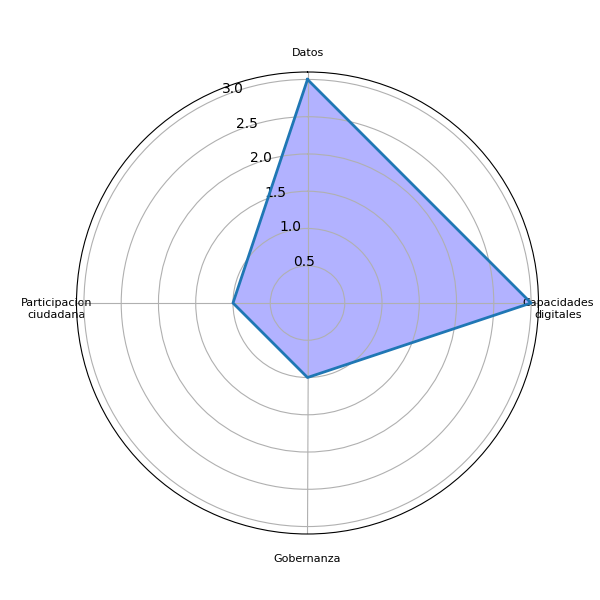 Datos
3.0
2.5
2.0
1.5
1.0
0.5
Participacion
ciudadana
Capacidades
digitales
Gobernanza